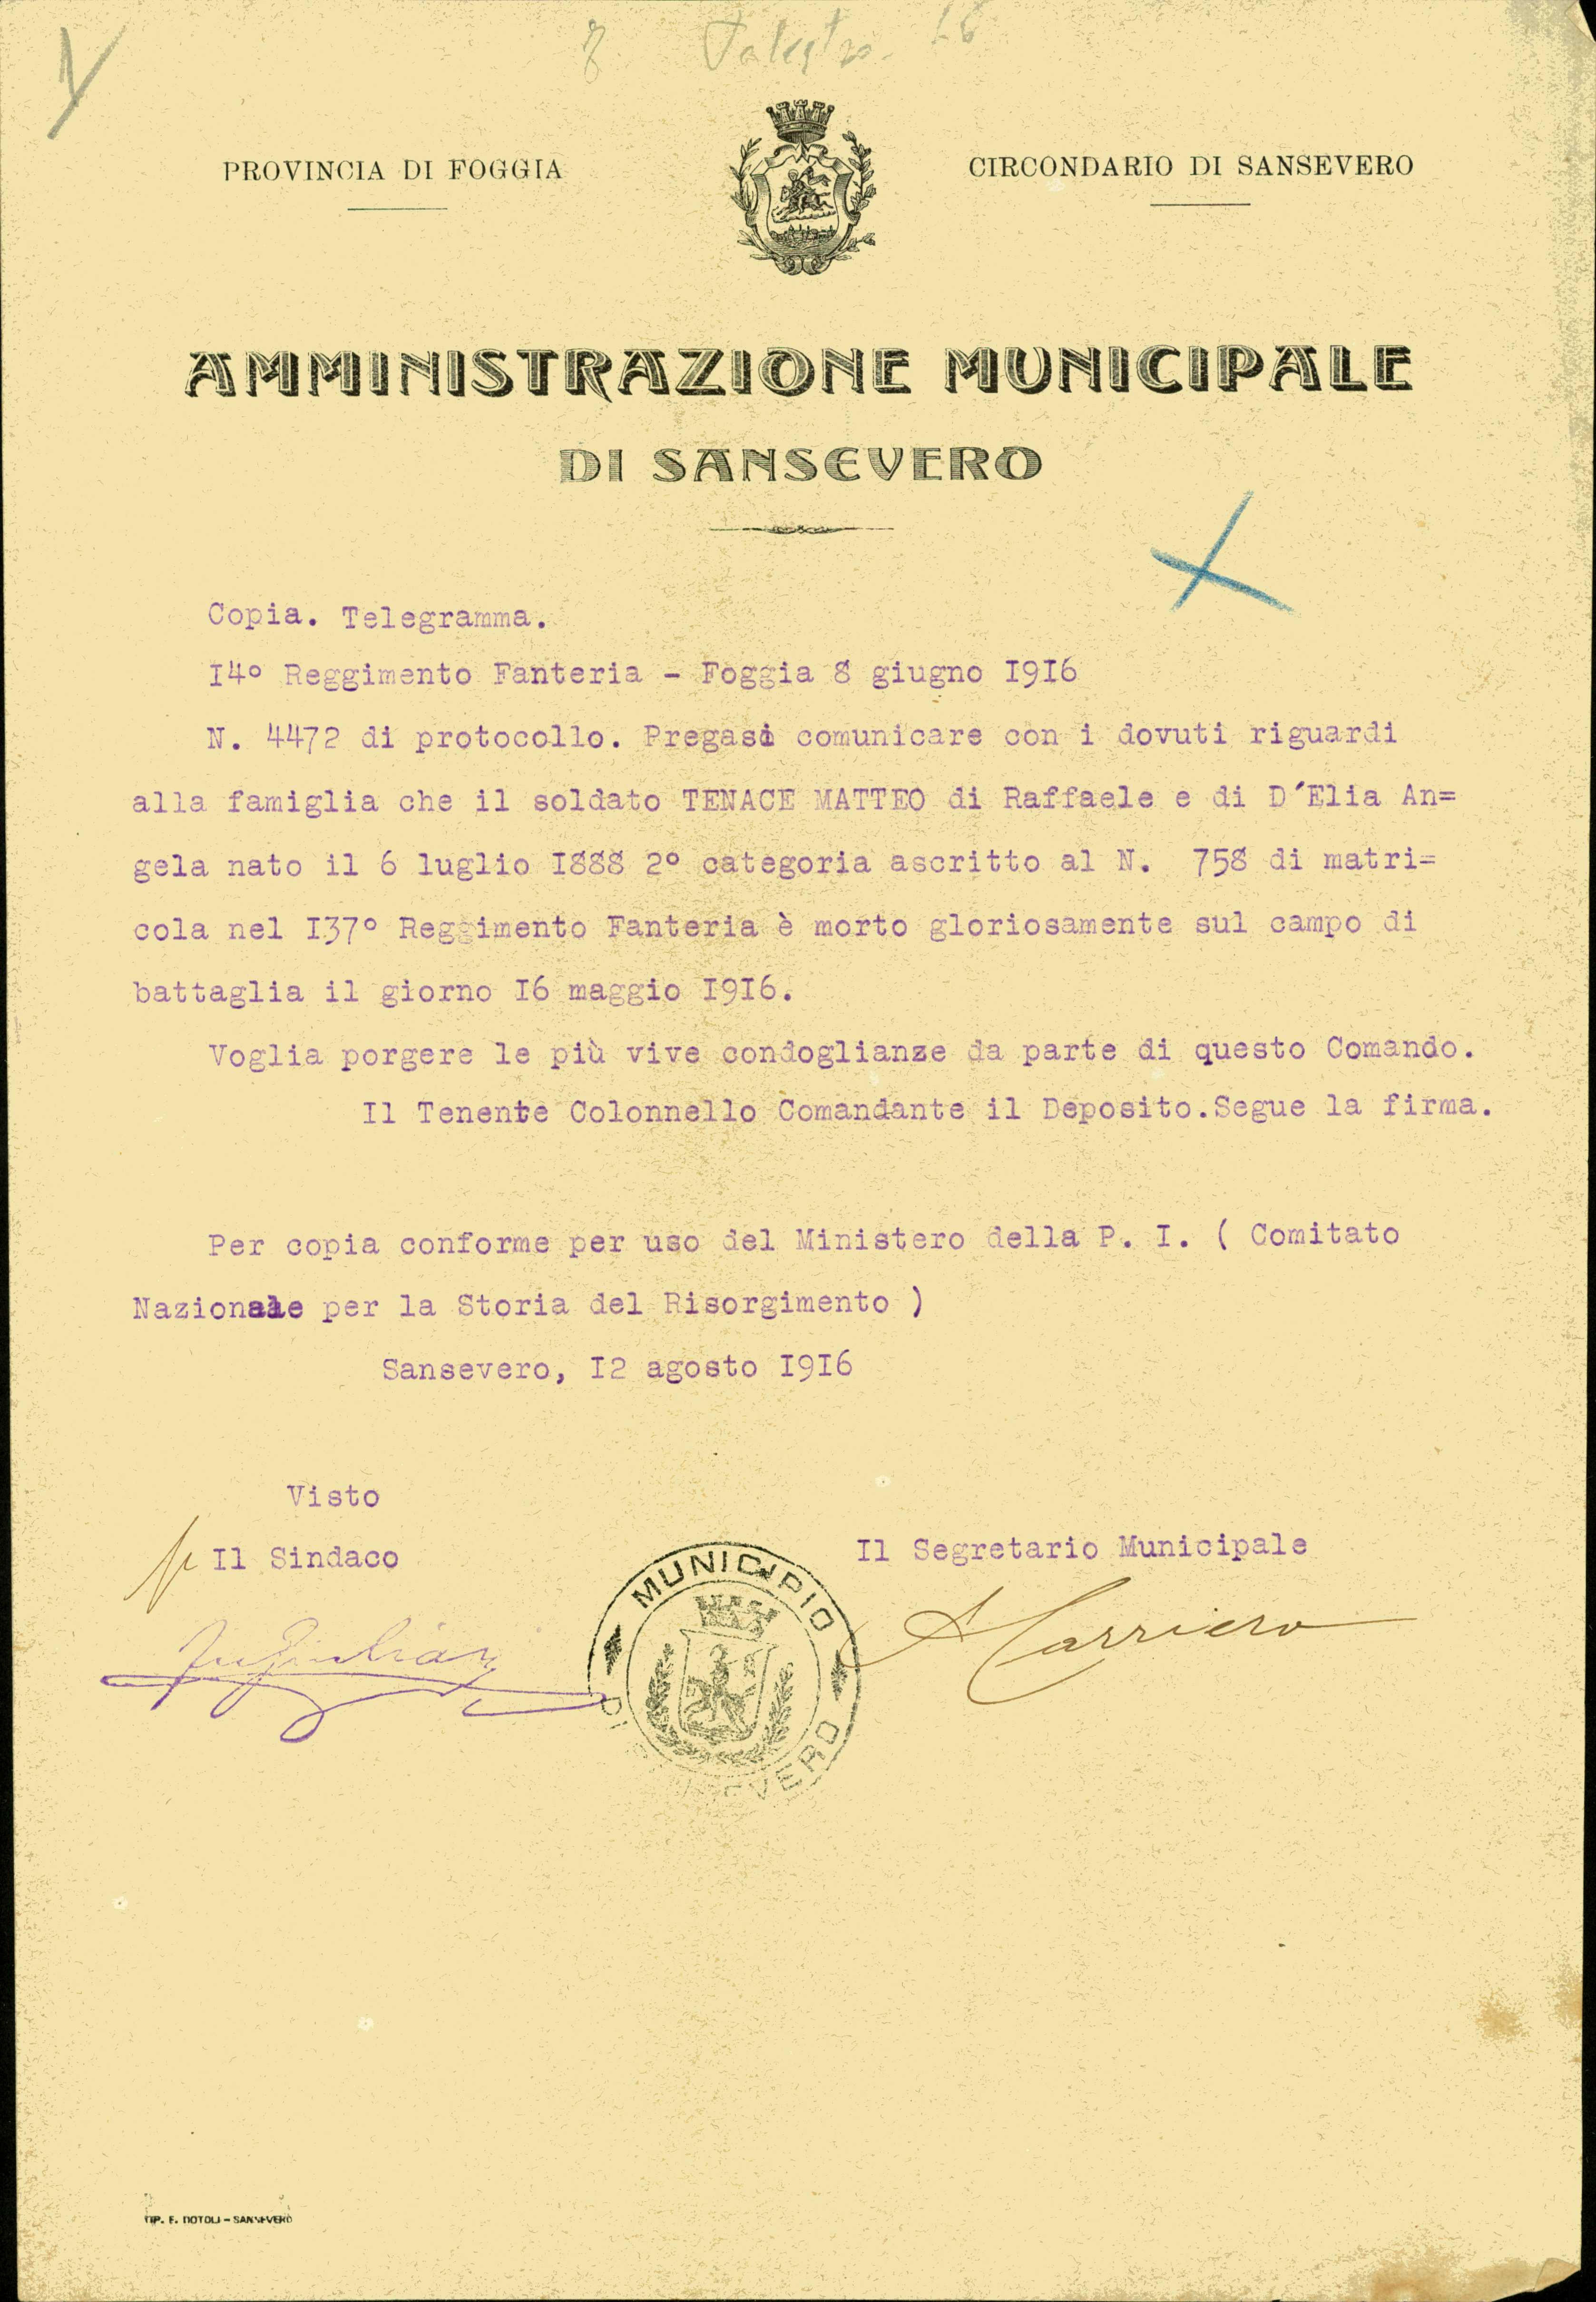 PROVINCIA DI FOGGIA
CIRCONDARIO DI SANSEVERO
AMMINISTRAZIONE MUNICIPALE
DI SANSEVERO
Copia. Telegramma.
I4° Reggimento Fanteria - Foggia 8 giugno I9I6
N. 4472 di protocollo. Pregasi comunicare con i dovuti riguardi
alla famiglia che il soldato TENACE MATTEO di Raffaele e di D'Elia An=
gela nato il 6 luglio I888 2° categoria ascritto al N. 758 di matri=
cola nel I37° Reggimento Fanteria è morto gloriosamente sul campo di
battaglia il giorno I6 maggio I9I6.
Voglia porgere le più vive condoglianze da parte di questo Comando.
Il Tenente Colonnello Comandante il Deposito.Segue la firma.
Per copia conforme per uso del Ministero della P. I. ( Comitato
Nazionale per la Storia del Risorgimento )
Sansevero, I2 agosto I9I6
Visto
Il Sindaco
Il Segretario Municipale
Carriero
MUNICIPIO
DI SANSEVERO
TIP. E. DOTOLI - SANSEVERO